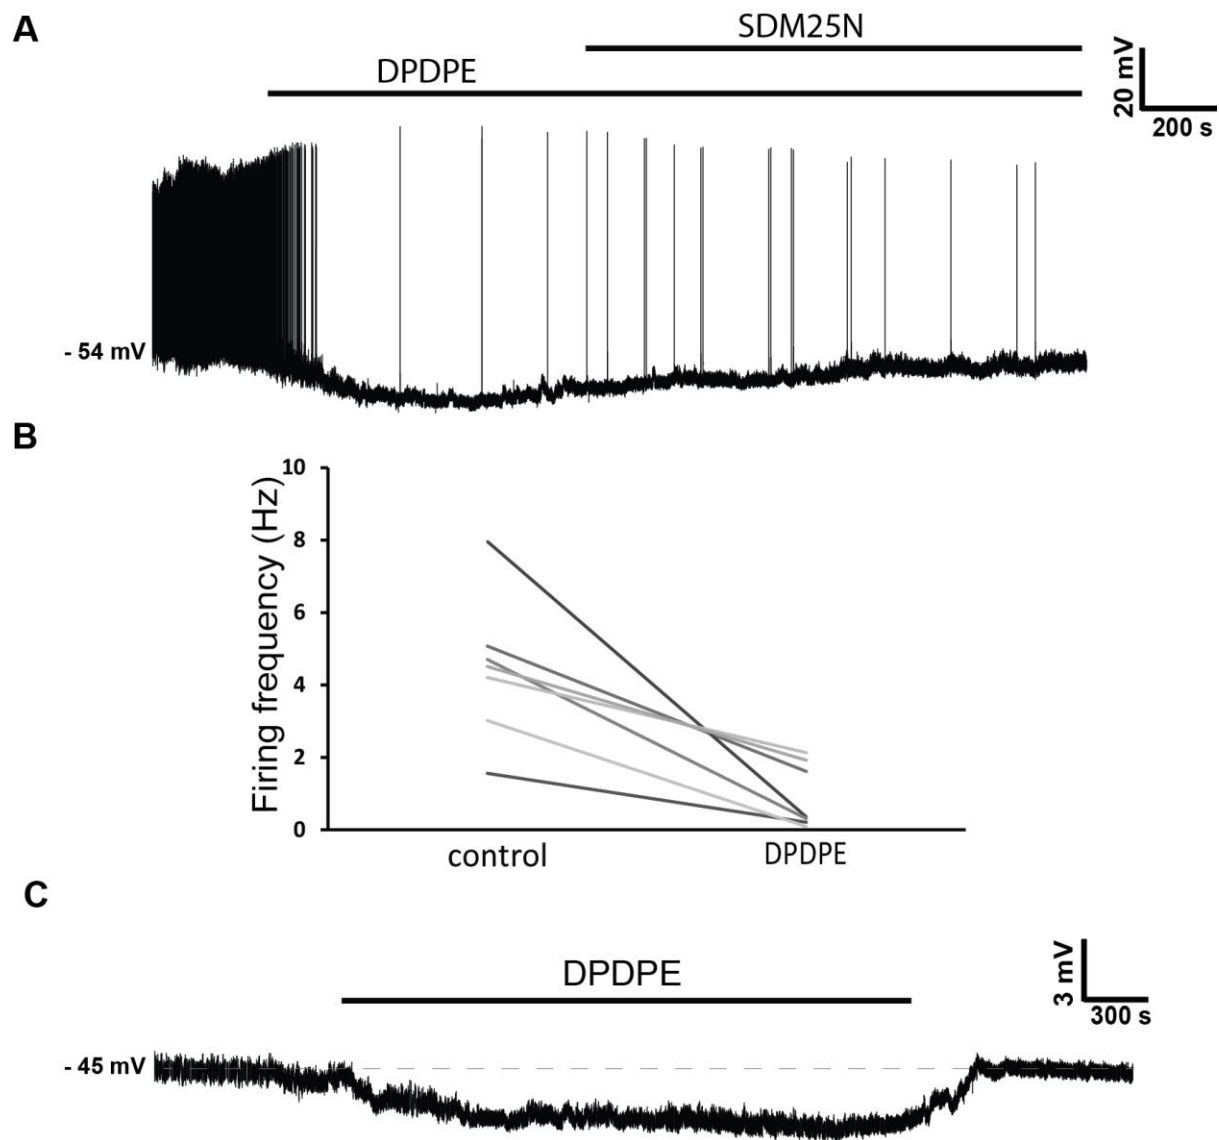 A
SDM25N
DPDPE
20 mV
200 s
- 54 mV
B
Firing frequency (Hz)
10
8
6
4
2
0
control
DPDPE
C
DPDPE
3 mV
300 s
- 45 mV